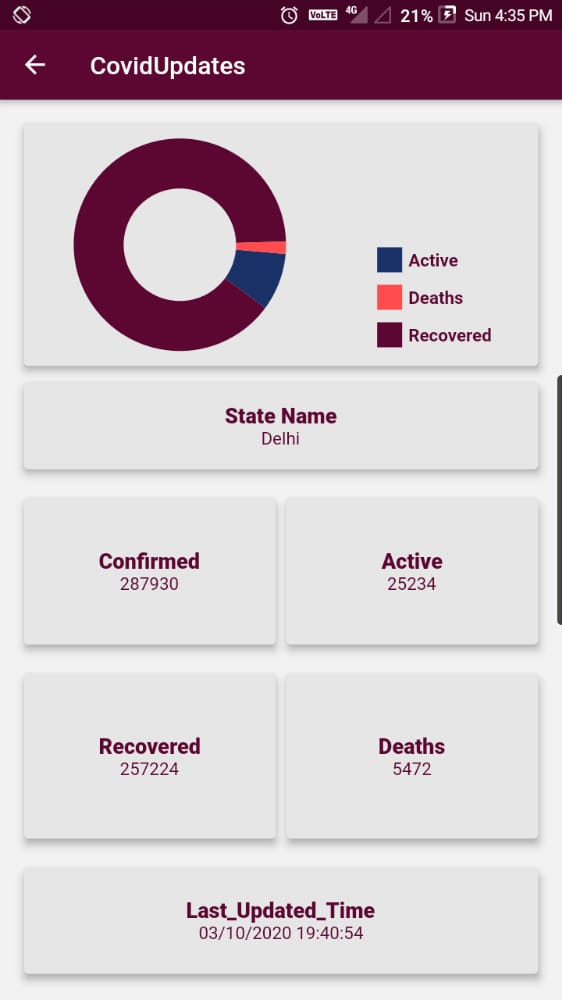 VoLTE 4G 21% Sun 4:35 PM
CovidUpdates
Active
Deaths
Recovered
State Name
Delhi
Confirmed
287930
Active
25234
Recovered
257224
Deaths
5472
Last_Updated_Time
03/10/2020 19:40:54